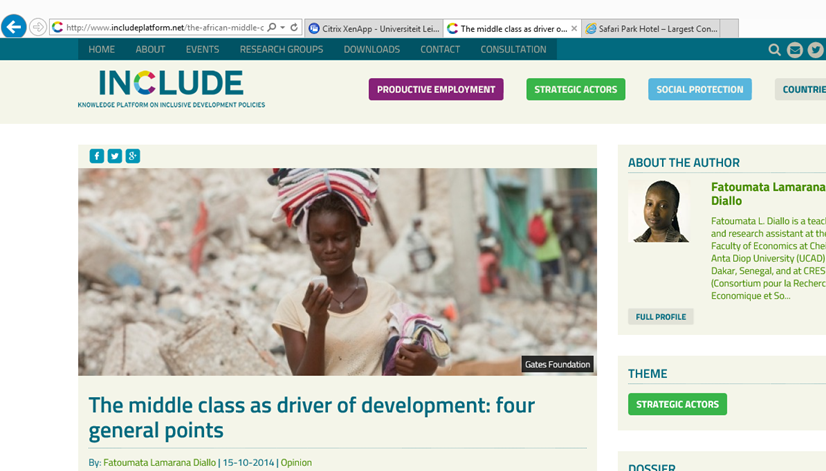 http://www.includeplatform.net/the-african-middle-c
Citrix XenApp - Universiteit Lei...
The middle class as driver o...
Safari Park Hotel – Largest Con...
HOME ABOUT EVENTS RESEARCH GROUPS DOWNLOADS CONTACT CONSULTATION
INCLUDE
KNOWLEDGE PLATFORM ON INCLUSIVE DEVELOPMENT POLICIES
PRODUCTIVE EMPLOYMENT
STRATEGIC ACTORS
SOCIAL PROTECTION
COUNTRIE
Gates Foundation
The middle class as driver of development: four
general points
By: Fatoumata Lamarana Diallo | 15-10-2014 | Opinion
ABOUT THE AUTHOR
Fatoumata Lamarana
Diallo
Fatoumata L. Diallo is a teac
and research assistant at the
Faculty of Economics at Chei
Anta Diop University (UCAD)
Dakar, Senegal, and at CRES
(Consortium pour la Recherc
Economique et So...
FULL PROFILE
THEME
STRATEGIC ACTORS
DOSSIER